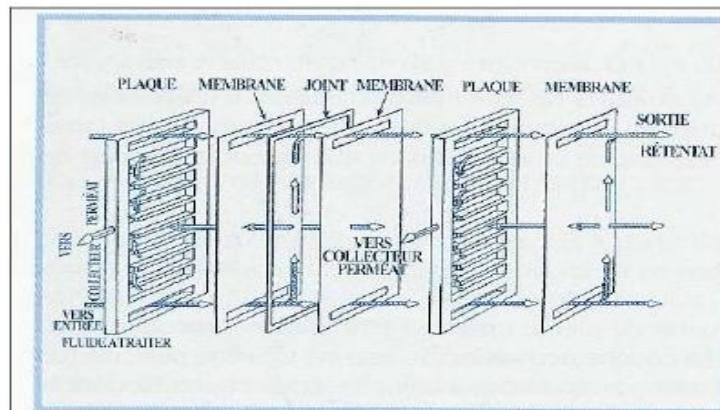 PLAQUE MEMBRANE JOINT MEMBRANE PLAQUE MEMBRANE
SORTIE
RÉTENTAT
VERS
COLLECTEUR
PERMÉAT
VERS
COLLECTEUR
PERMÉAT
VERS
ENTRÉE
FLUIDE A TRAITER